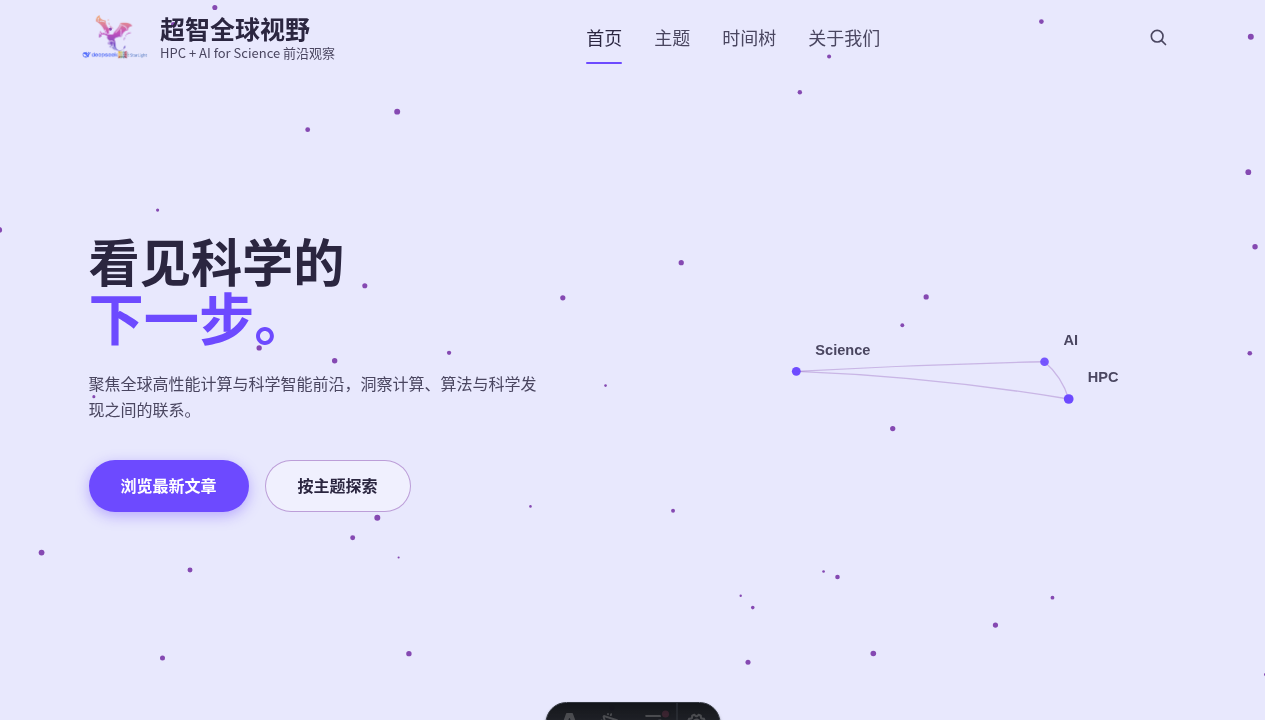 超智全球视野
HPC + AI for Science 前沿观察
首页
主题
时间树
关于我们
看见科学的
下一步。
聚焦全球高性能计算与科学智能前沿，洞察计算、算法与科学发
现之间的联系。
浏览最新文章
按主题探索
Science
AI
HPC